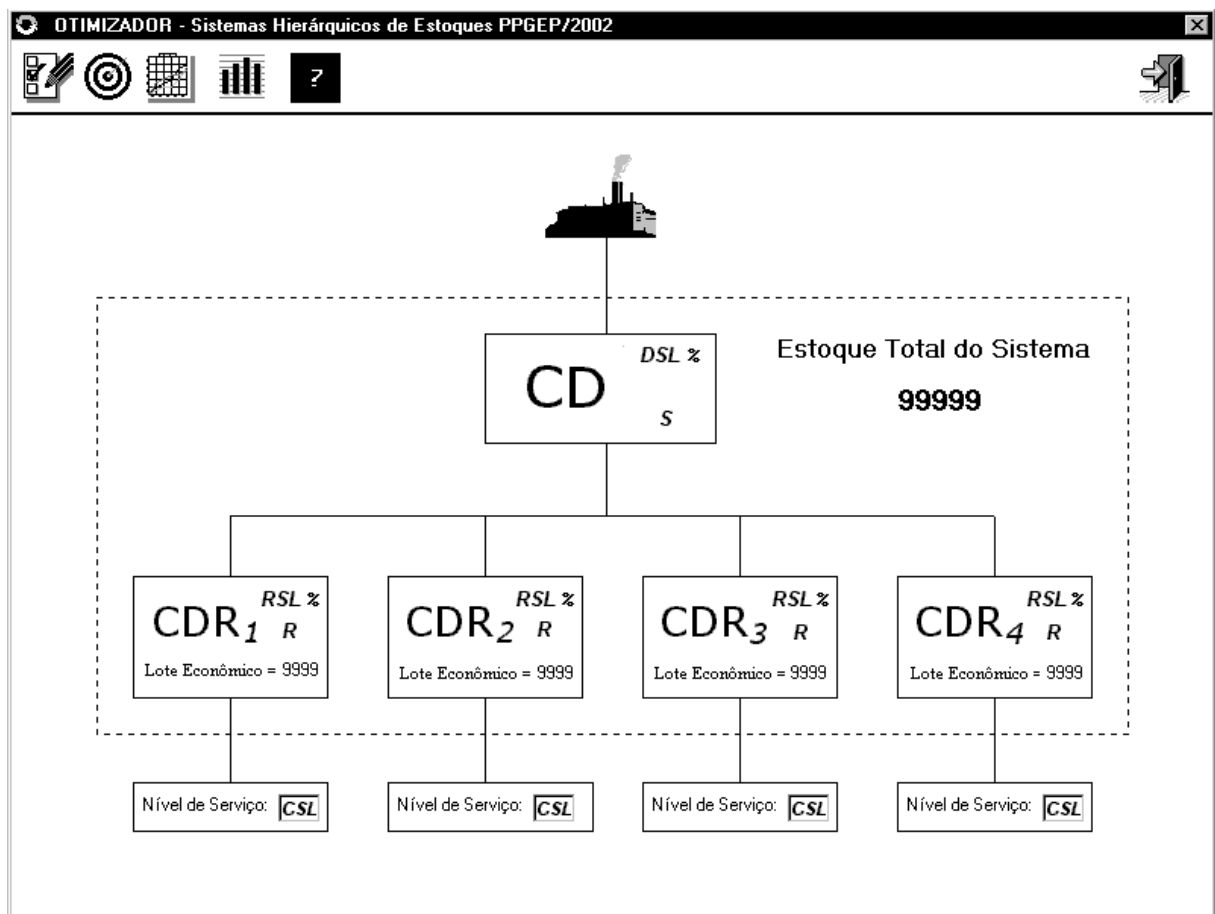 OTIMIZADOR - Sistemas Hierárquicos de Estoques PPGEP/2002
?
DSL %
CD
S
Estoque Total do Sistema
99999
RSL %
CDR1 R
Lote Econômico = 9999
RSL %
CDR2 R
Lote Econômico = 9999
RSL %
CDR3 R
Lote Econômico = 9999
RSL %
CDR4 R
Lote Econômico = 9999
Nível de Serviço: CSL
Nível de Serviço: CSL
Nível de Serviço: CSL
Nível de Serviço: CSL